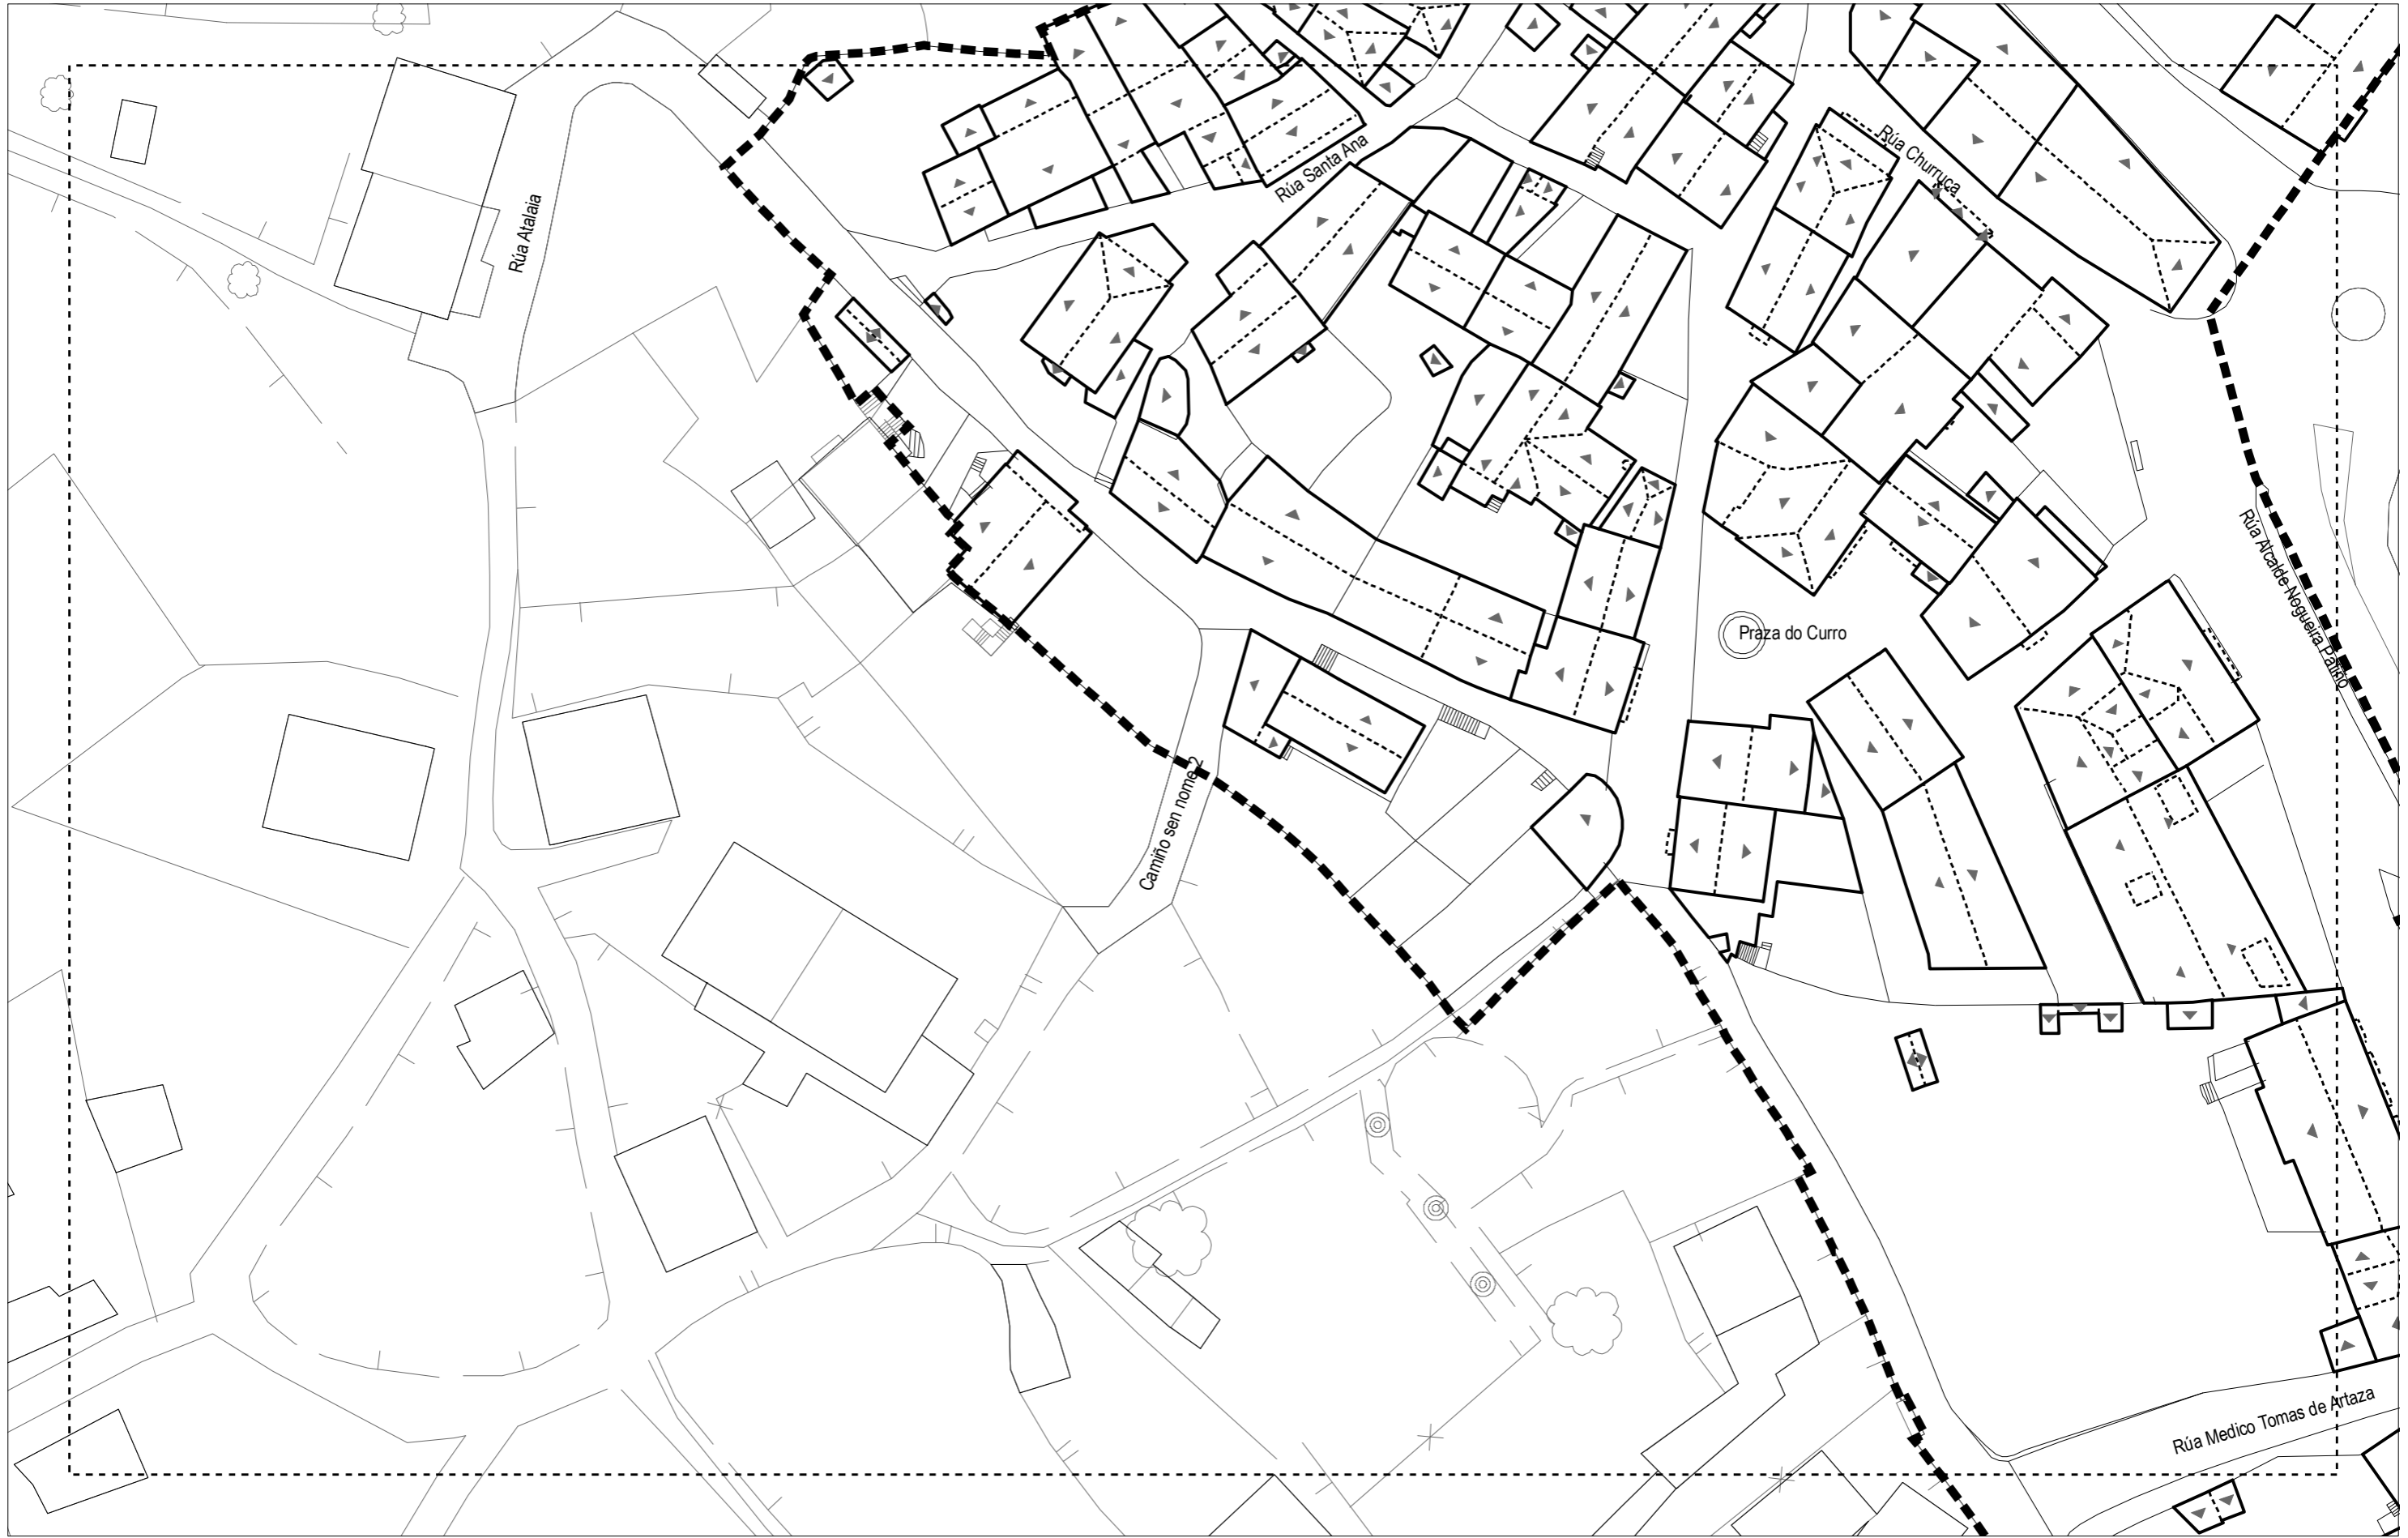 Rúa Santa Ana
Rúa Churruca
Rúa Atalaia
Rúa Alcalde Nogueira Patiño
Praza do Curro
Camiño sen nome 2
Rúa Medico Tomas de Artaza